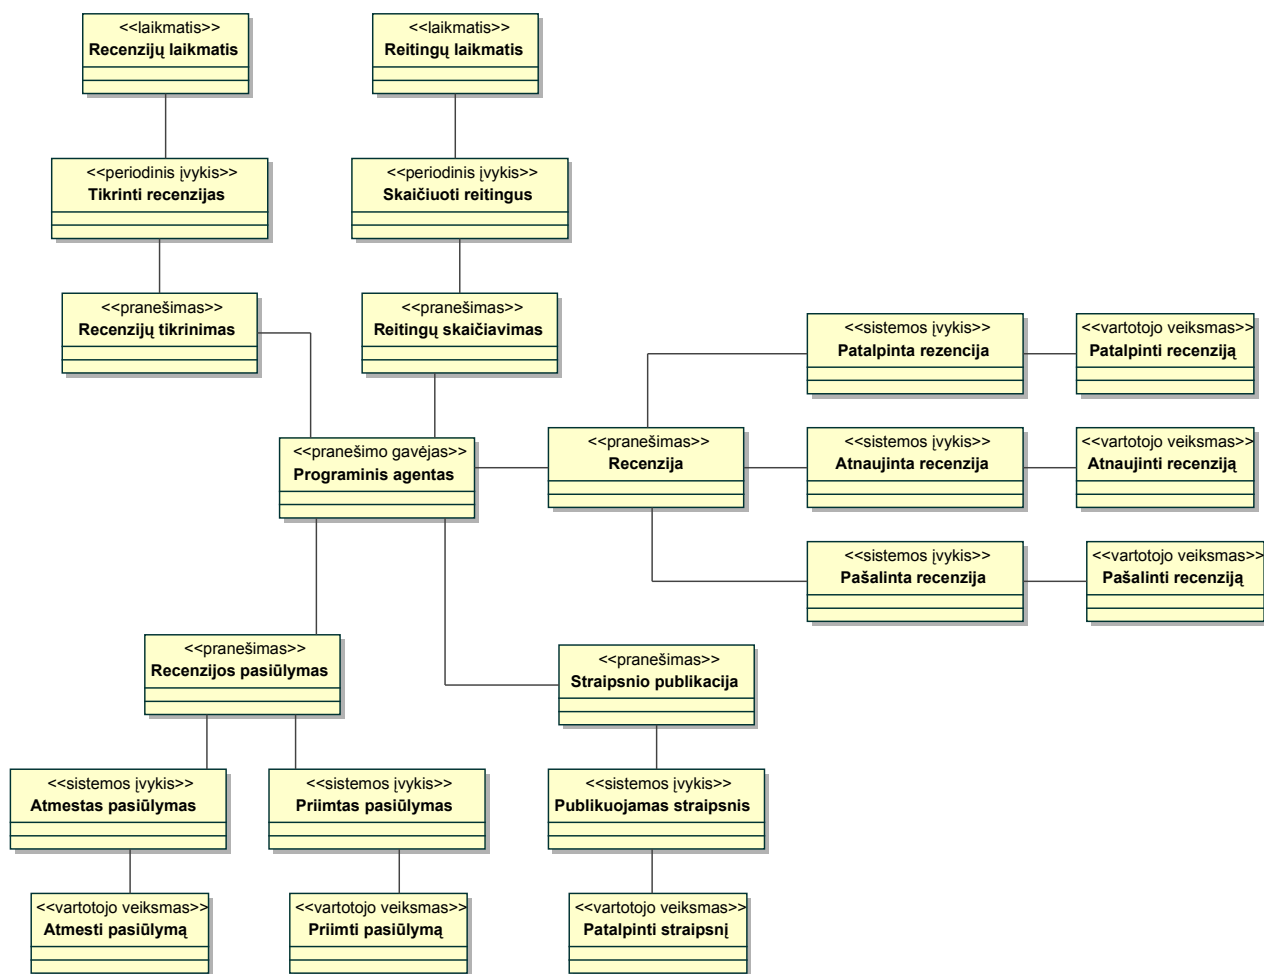 <<laikmatis>>
Recenzijų laikmatis
<<laikmatis>>
Reitingų laikmatis
<<periodinis įvykis>>
Tikrinti recenzijas
<<periodinis įvykis>>
Skaičiuoti reitingus
<<pranešimas>>
Recenzijų tikrinimas
<<pranešimas>>
Reitingų skaičiavimas
<<sistemos įvykis>>
Patalpinta rezencija
<<vartotojo veiksmas>>
Patalpinti recenziją
<<pranešimo gavėjas>>
Programinis agentas
<<pranešimas>>
Recenzija
<<sistemos įvykis>>
Atnaujinta recenzija
<<vartotojo veiksmas>>
Atnaujinti recenziją
<<sistemos įvykis>>
Pašalinta recenzija
<<vartotojo veiksmas>>
Pašalinti recenziją
<<pranešimas>>
Recenzijos pasiūlymas
<<pranešimas>>
Straipsnio publikacija
<<sistemos įvykis>>
Atmestas pasiūlymas
<<sistemos įvykis>>
Priimtas pasiūlymas
<<sistemos įvykis>>
Publikuojamas straipsnis
<<vartotojo veiksmas>>
Atmesti pasiūlymą
<<vartotojo veiksmas>>
Priimti pasiūlymą
<<vartotojo veiksmas>>
Patalpinti straipsnį